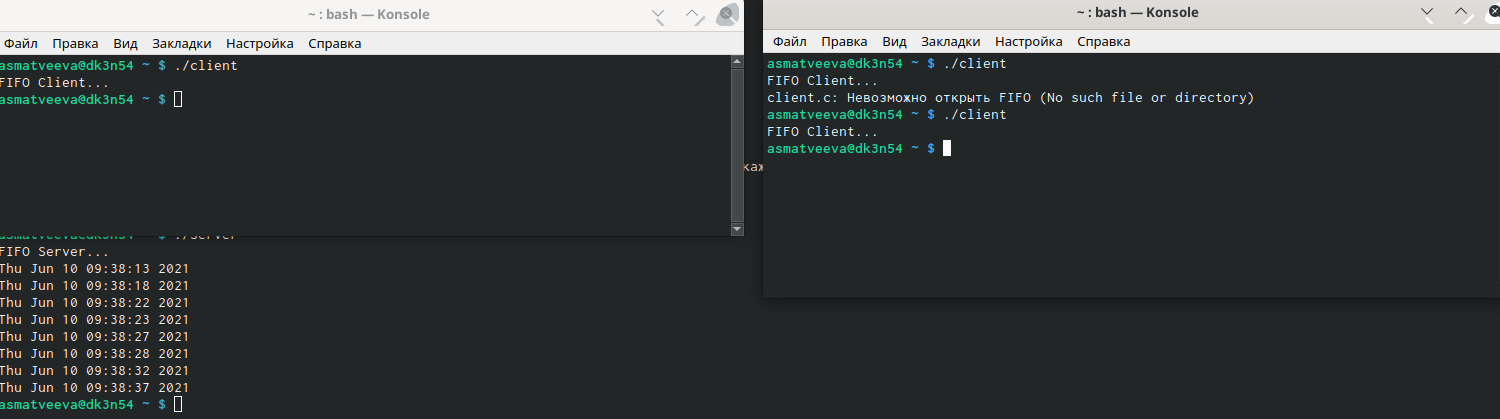 ~ : bash — Konsole
Файл Правка Вид Закладки Настройка Справка
asmatveeva@dk3n54 ~ $ ./client
FIFO Client...
asmatveeva@dk3n54 ~ $
~ : bash — Konsole
Файл Правка Вид Закладки Настройка Справка
asmatveeva@dk3n54 ~ $ ./client
FIFO Client...
client.c: Невозможно открыть FIFO (No such file or directory)
asmatveeva@dk3n54 ~ $ ./client
FIFO Client...
asmatveeva@dk3n54 ~ $
asmatveeva@dk3n54 ~ $ ./server
FIFO Server...
Thu Jun 10 09:38:13 2021
Thu Jun 10 09:38:18 2021
Thu Jun 10 09:38:22 2021
Thu Jun 10 09:38:23 2021
Thu Jun 10 09:38:27 2021
Thu Jun 10 09:38:28 2021
Thu Jun 10 09:38:32 2021
Thu Jun 10 09:38:37 2021
asmatveeva@dk3n54 ~ $